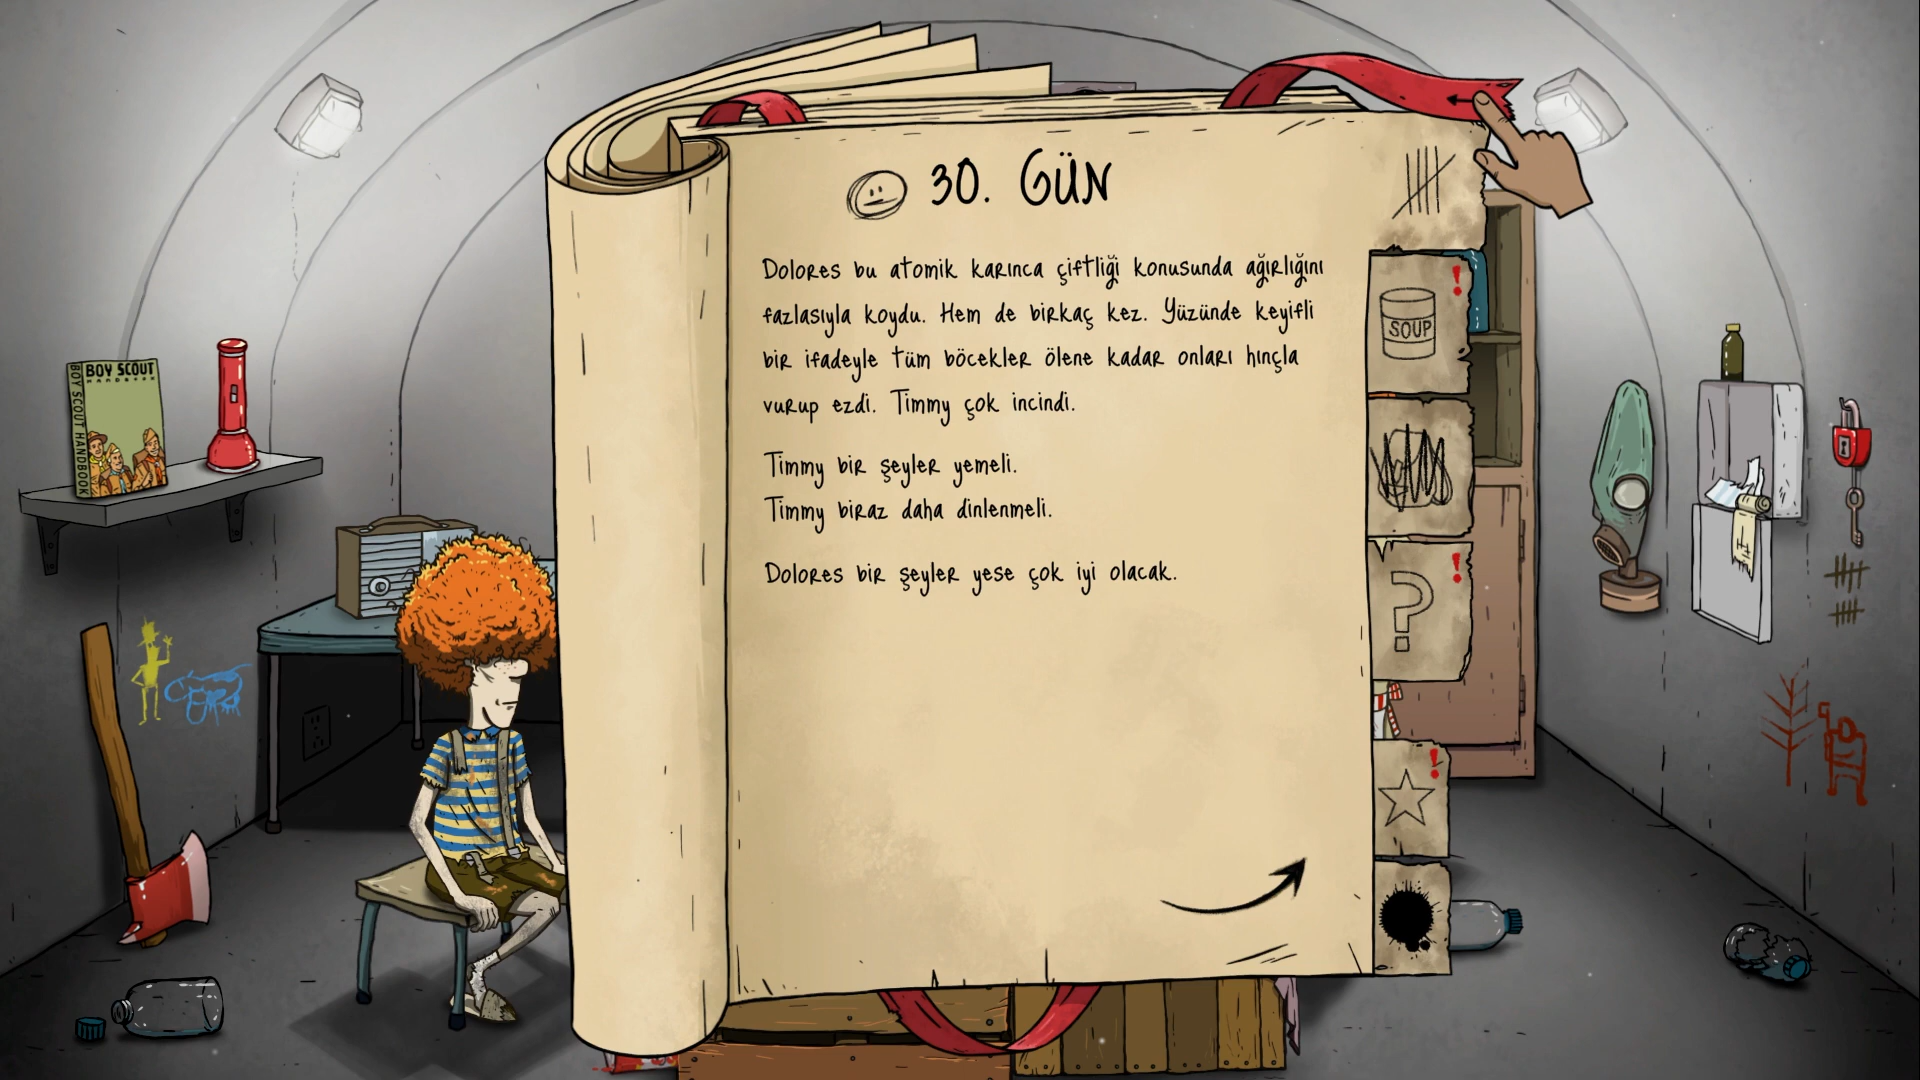 30. GÜN
Dolores bu atomik karınca çiftliği konusunda ağırlığını
fazlasıyla koydu. Hem de birkaç kez. Yüzünde keyifli
bir ifadeyle tüm böcekler ölene kadar onları hınçla
vurup ezdi. Timmy çok incindi.
Timmy bir şeyler yemeli.
Timmy biraz daha dinlenmeli.
Dolores bir şeyler yese çok iyi olacak.
SOUP
!
?
!
!
BOY SCOUT
HANDBOOK
BOY SCOUT HANDBOOK